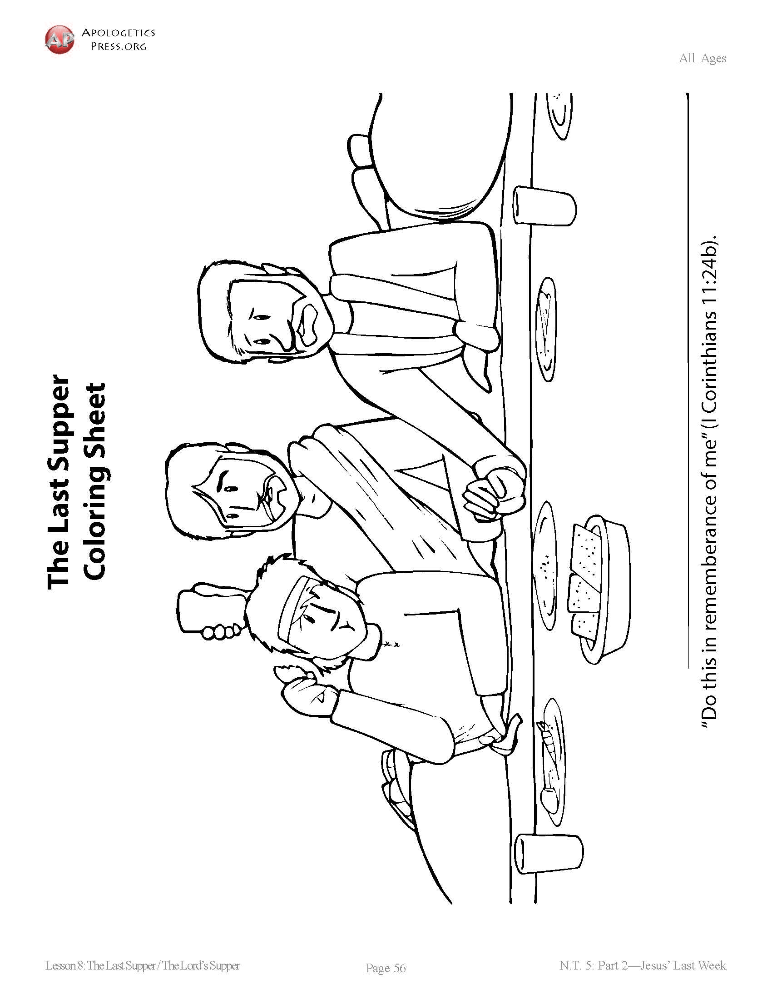 AP
APOLOGETICS
PRESS.ORG
All Ages
The Last Supper
Coloring Sheet
“Do this in rememberance of me” (I Corinthians 11:24b).
Lesson 8: The Last Supper / The Lord’s Supper
Page 56
N.T. 5: Part 2—Jesus’ Last Week